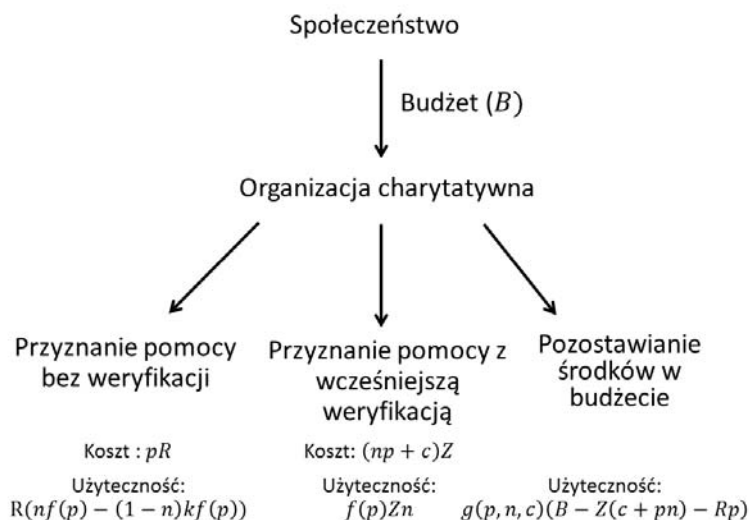 Społeczeństwo
Budżet (B)
Organizacja charytatywna
Przyznanie pomocy
bez weryfikacji
Koszt : pR
Użyteczność:
R(nf(p) − (1 − n)kf(p))
Przyznanie pomocy z
wcześniejszą
weryfikacją
Koszt: (np + c)Z
Użyteczność:
f(p)Zn
Pozostawianie
środków w
budżecie
Użyteczność:
g(p, n, c)(B − Z(c + pn) − Rp)